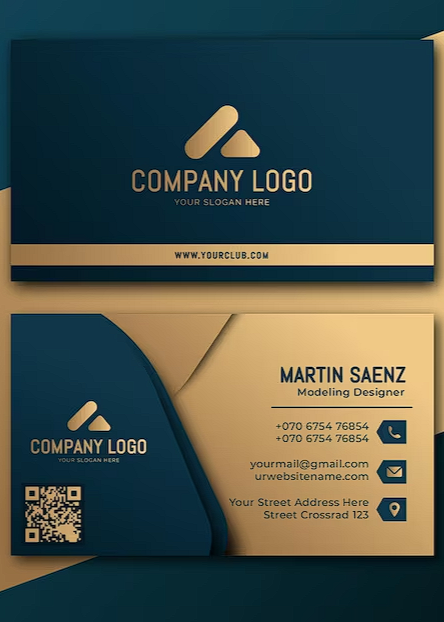 COMPANY LOGO
YOUR SLOGAN HERE
WWW.YOURCLUB.COM
MARTIN SAENZ
Modeling Designer
+070 6754 76854
+070 6754 76854
yourmail@gmail.com
urwebsitename.com
Your Street Address Here
Street Crossrad 123
COMPANY LOGO
YOUR SLOGAN HERE